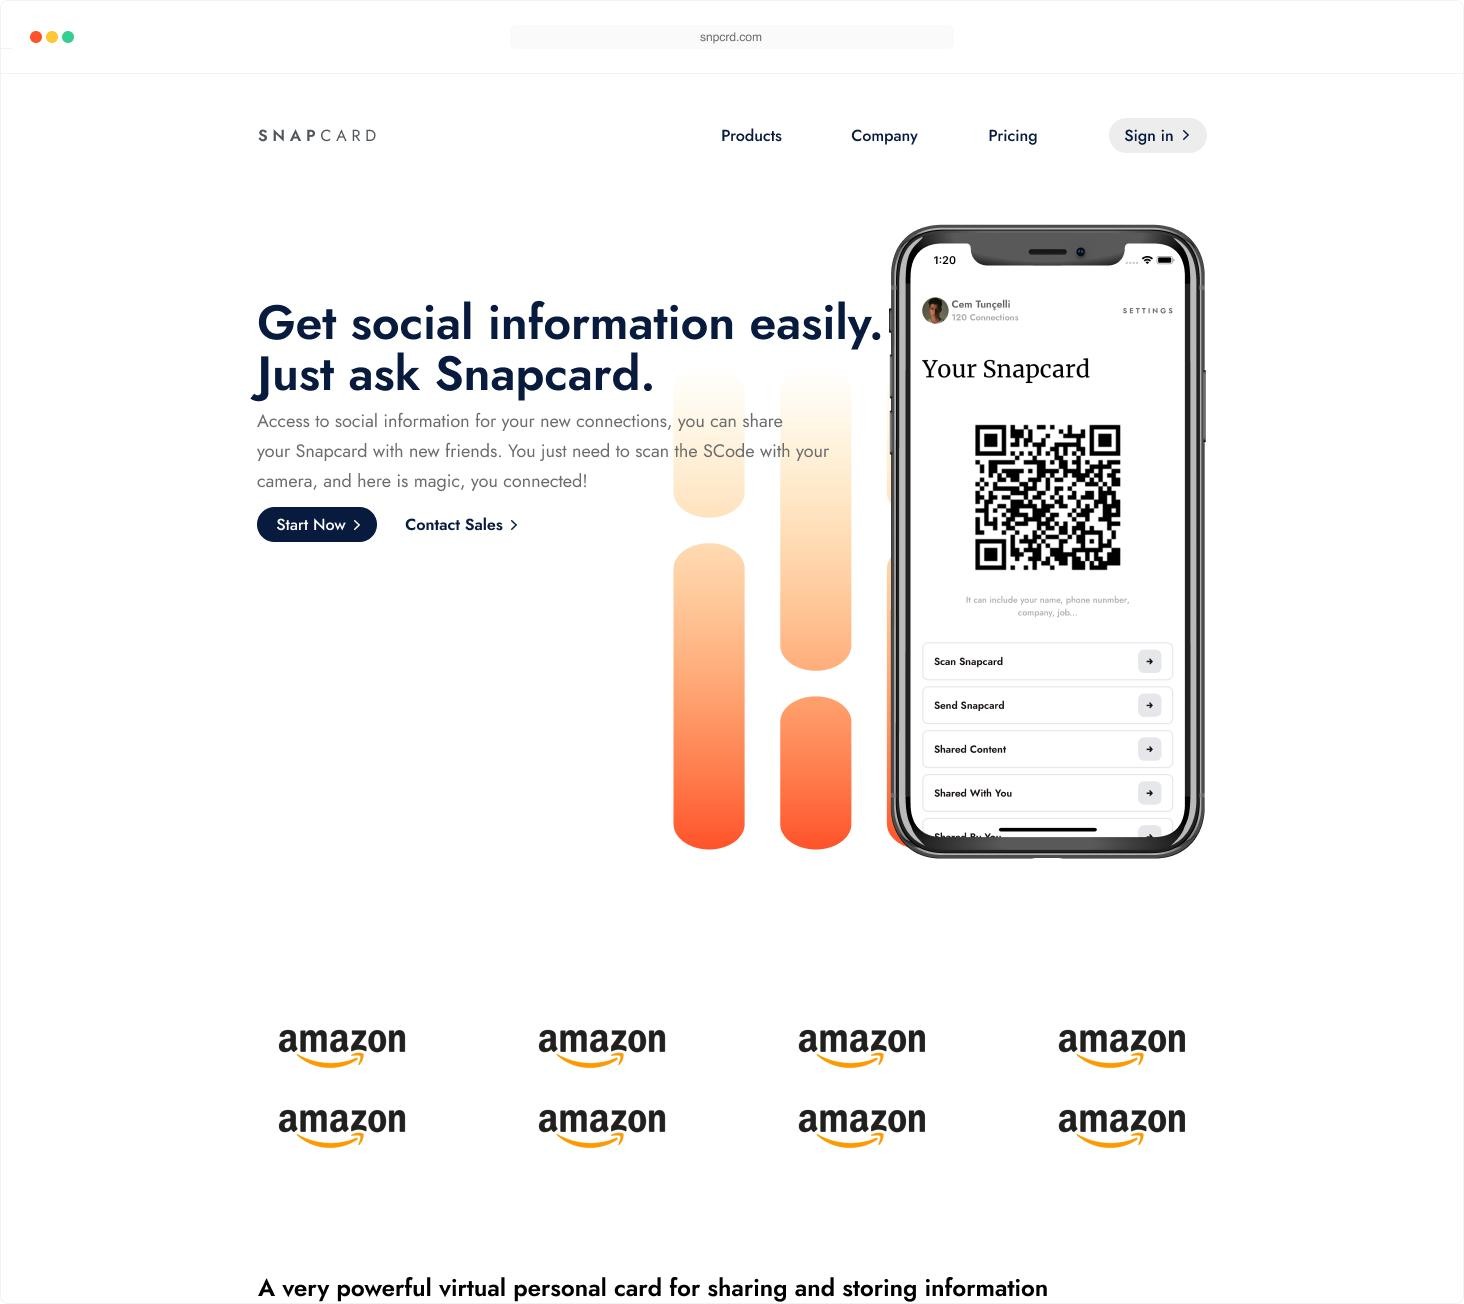 snpcrd.com
SNAPCARD
Products
Company
Pricing
Sign in
Get social information easily.
Just ask Snapcard.
Access to social information for your new connections, you can share
your Snapcard with new friends. You just need to scan the SCode with your
camera, and here is magic, you connected!
Start Now
Contact Sales
1:20
Cem Tunçelli
120 Connections
SETTINGS
Your Snapcard
It can include your name, phone nunmber,
company, job...
Scan Snapcard
Send Snapcard
Shared Content
Shared With You
Shared By You
amazon amazon amazon amazon
amazon amazon amazon amazon
A very powerful virtual personal card for sharing and storing information